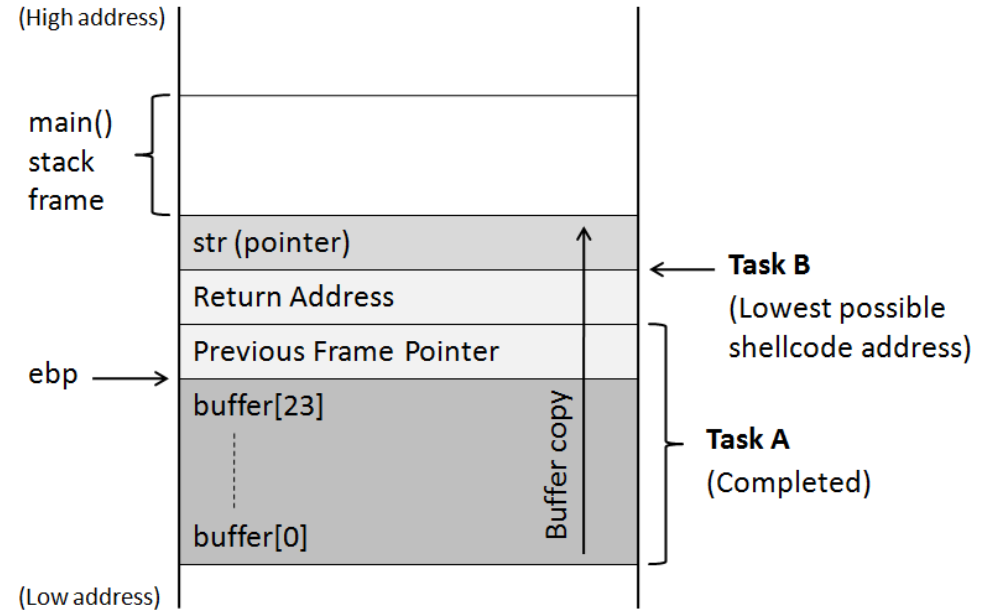 (High address)
main()
stack
frame
str (pointer)
Return Address
Previous Frame Pointer
ebp
buffer[23]
buffer[0]
Buffer copy
Task B
(Lowest possible
shellcode address)
Task A
(Completed)
(Low address)